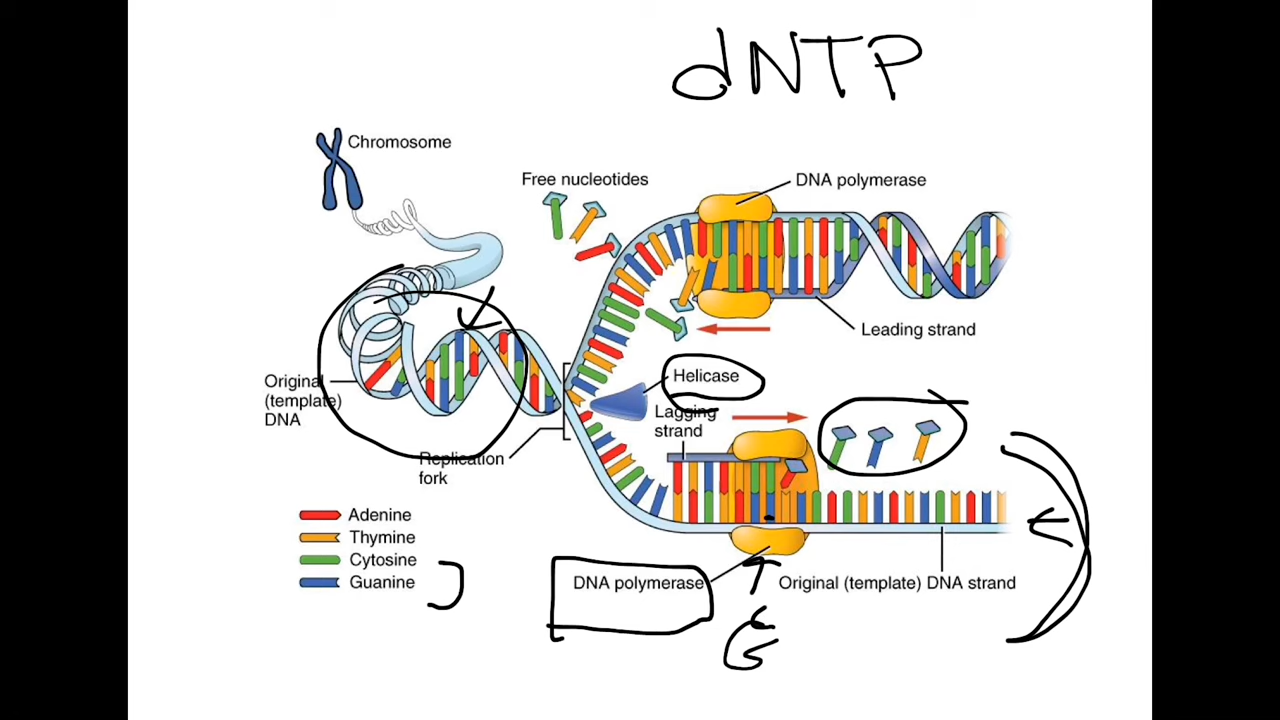 dNTP
Chromosome
Free nucleotides
DNA polymerase
Leading strand
Helicase
Original
(template)
DNA
Lagging
strand
Replication
fork
Adenine
Thymine
Cytosine
Guanine
DNA polymerase
Original (template) DNA strand